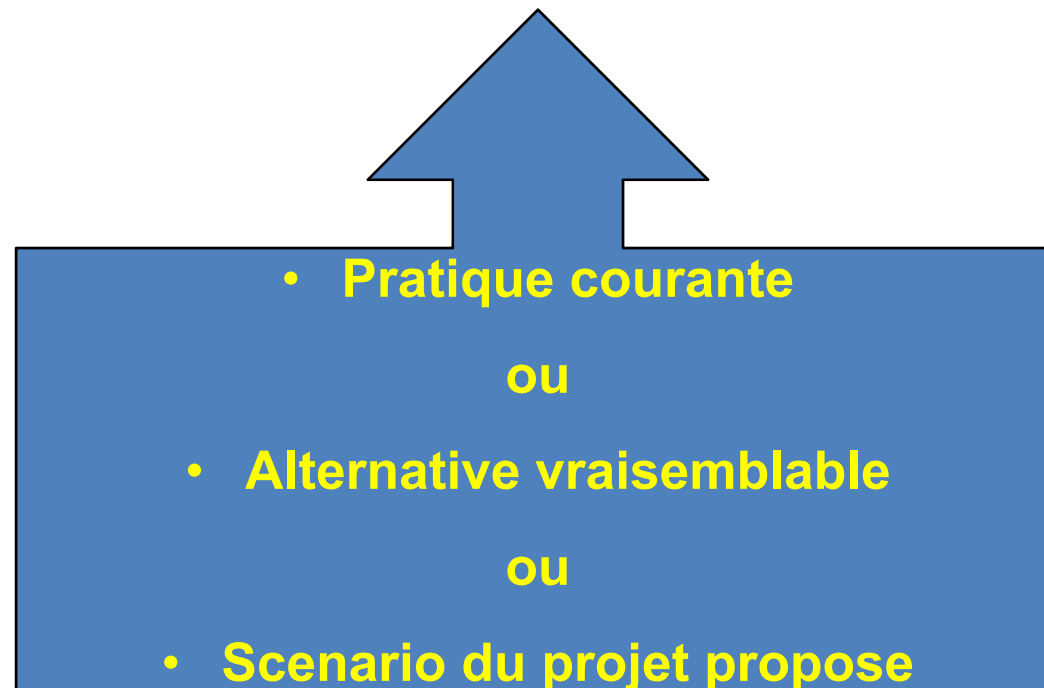 • Pratique courante
ou
• Alternative vraisemblable
ou
• Scenario du projet propose